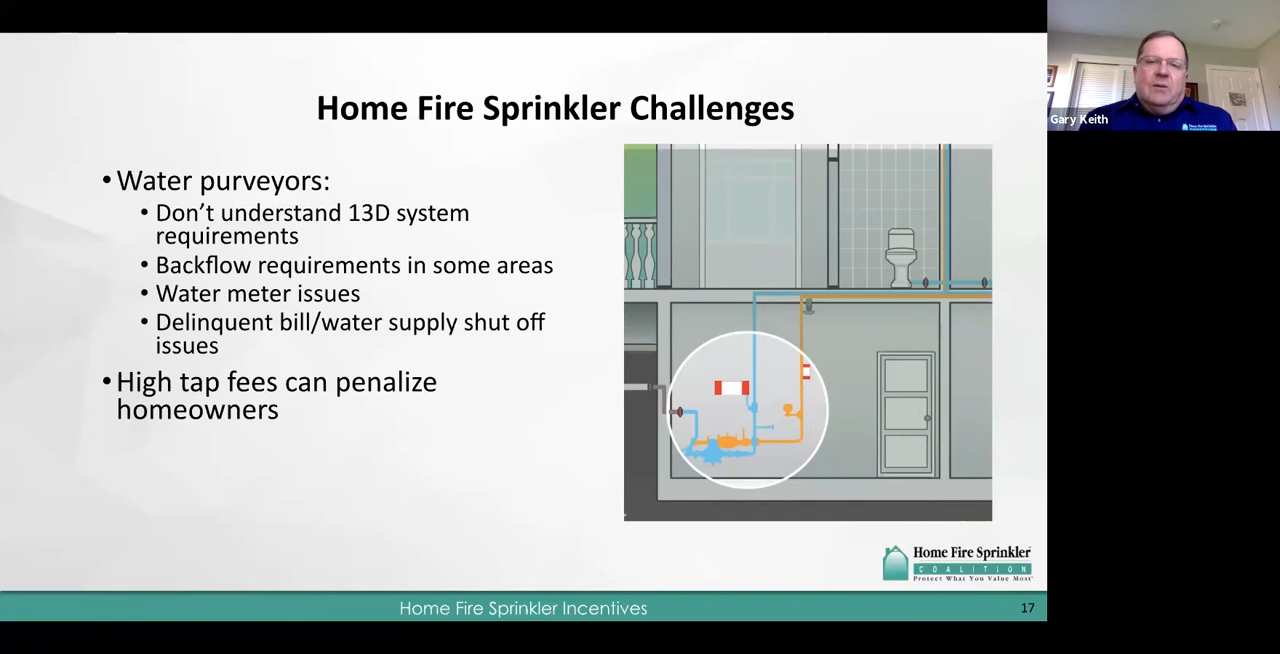 Home Fire Sprinkler Challenges
Gary Keith
• Water purveyors:
• Don't understand 13D system
requirements
• Backflow requirements in some areas
• Water meter issues
• Delinquent bill/water supply shut off
issues
• High tap fees can penalize
homeowners
Home Fire Sprinkler
COALITION
Protect What You Value Most
Home Fire Sprinkler Incentives
17